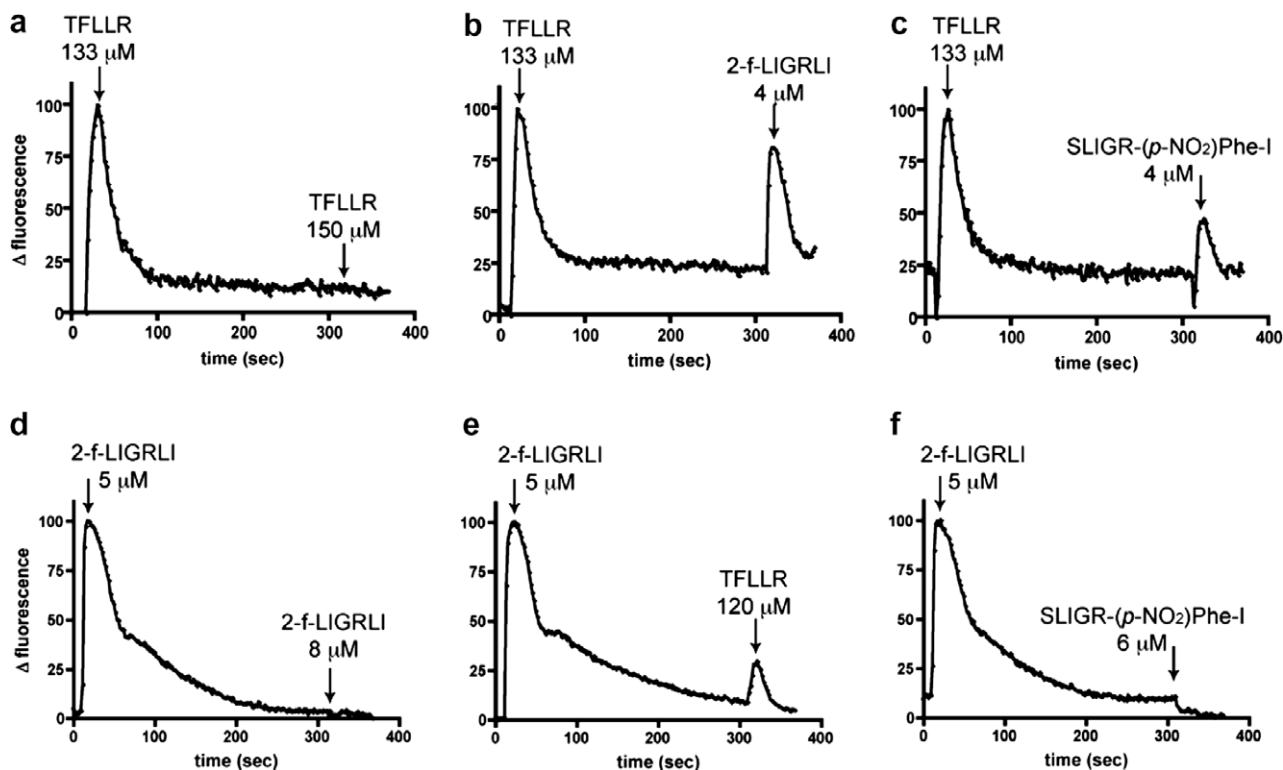 a
TFLLR
133 μM
TFLLR
150 μM
Δ fluorescence
100
75
50
25
0
0 100 200 300 400
time (sec)
b
TFLLR
133 μM
2-f-LIGRLI
4 μM
100
75
50
25
0
0 100 200 300 400
time (sec)
c
TFLLR
133 μM
SLIGR-(p-NO₂)Phe-I
4 μM
100
75
50
25
0
0 100 200 300 400
time (sec)
d
2-f-LIGRLI
5 μM
2-f-LIGRLI
8 μM
Δ fluorescence
100
75
50
25
0
0 100 200 300 400
time (sec)
e
2-f-LIGRLI
5 μM
TFLLR
120 μM
100
75
50
25
0
0 100 200 300 400
time (sec)
f
2-f-LIGRLI
5 μM
SLIGR-(p-NO₂)Phe-I
6 μM
100
75
50
25
0
0 100 200 300 400
time (sec)